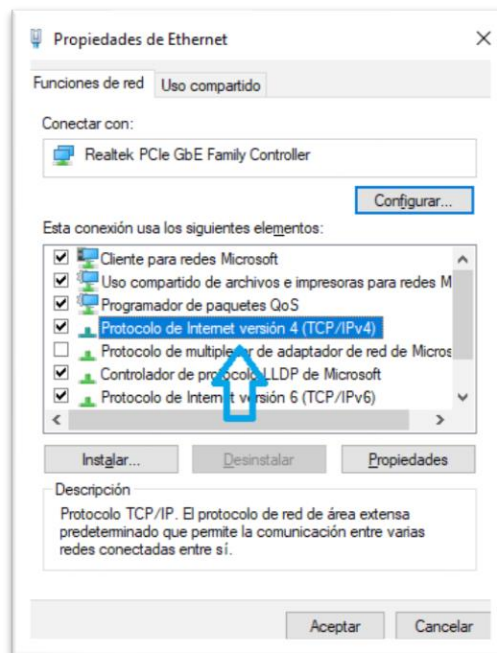 Propiedades de Ethernet
Funciones de red
Uso compartido
Conectar con:
Realtek PCIe GbE Family Controller
Configurar...
Esta conexión usa los siguientes elementos:
Cliente para redes Microsoft
Uso compartido de archivos e impresoras para redes M
Programador de paquetes QoS
Protocolo de Internet versión 4 (TCP/IPv4)
Protocolo de multiplexor de adaptador de red de Micros
Controlador de protocolo LLDP de Microsoft
Protocolo de Internet versión 6 (TCP/IPv6)
Instalar...
Desinstalar
Propiedades
Descripción
Protocolo TCP/IP. El protocolo de red de área extensa
predeterminado que permite la comunicación entre varias
redes conectadas entre sí.
Aceptar
Cancelar